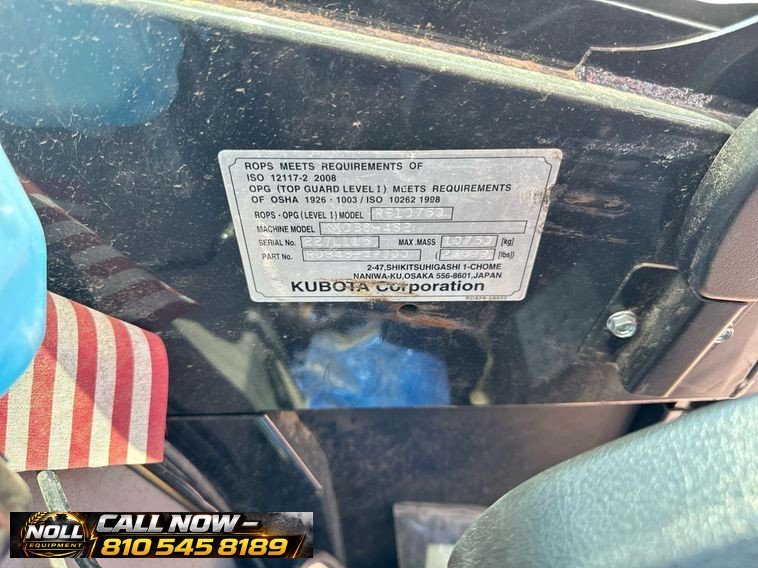 ROPS MEETS REQUIREMENTS OF
ISO 12117-2 2008
OPG (TOP GUARD LEVEL I) MEETS REQUIREMENTS
OF OSHA 1926 · 1003 / ISO 10262 1998
ROPS · OPG (LEVEL I) MODEL
MACHINE MODEL
SERIAL NO. MAX. MASS 10750 [kg]
PART NO. ( ) [lbs]
2-47, SHIKITSUHIGASHI 1-CHOME
NANIWA-KU, OSAKA 556-8601, JAPAN
KUBOTA Corporation
NOLL
EQUIPMENT
CALL NOW –
810 545 8189